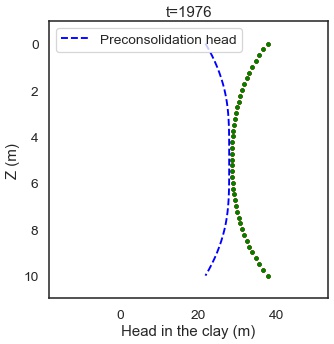 t=1976
Preconsolidation head
0
2
4
6
8
10
Z (m)
0
20
40
Head in the clay (m)